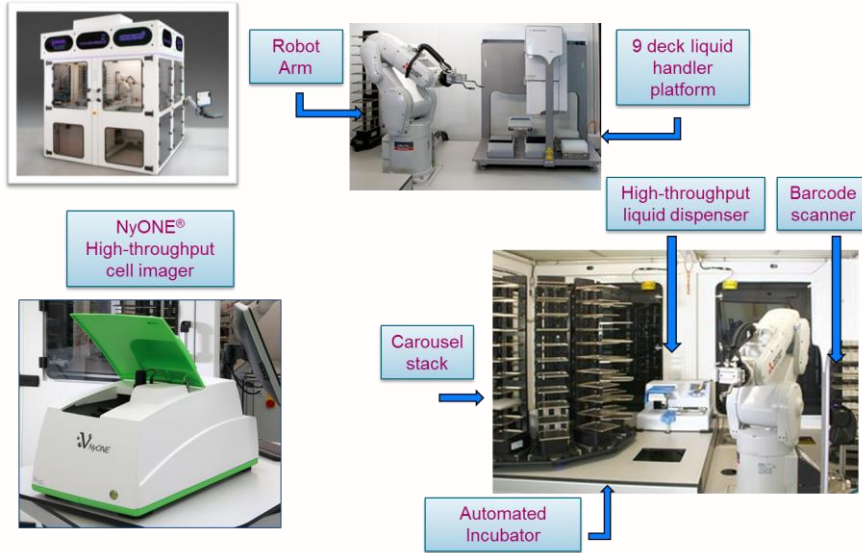 Robot
Arm
9 deck liquid
handler
platform
High-throughput
liquid dispenser
Barcode
scanner
NyONE®
High-throughput
cell imager
NYONE
Carousel
stack
Automated
Incubator